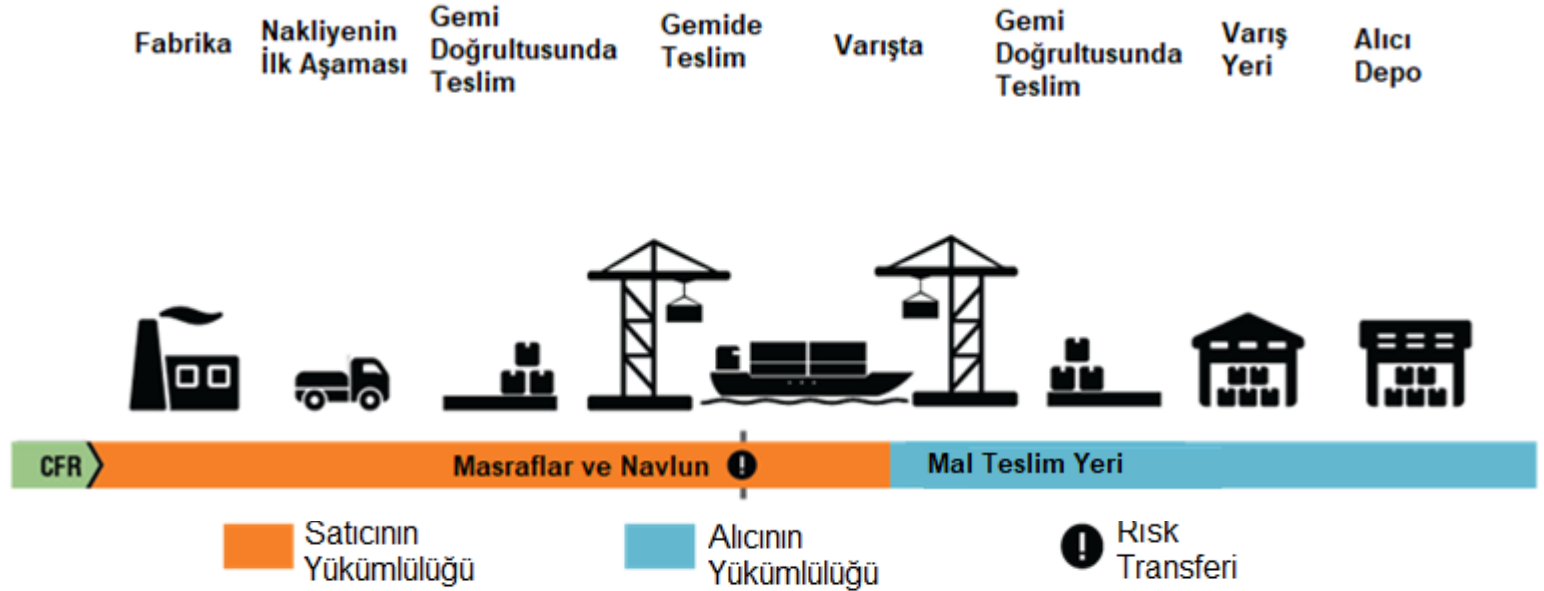 Fabrika
Nakliyenin
İlk Aşaması
Gemi
Doğrultusunda
Teslim
Gemide
Teslim
Varışta
Gemi
Doğrultusunda
Teslim
Varış
Yeri
Alıcı
Depo
CFR
Masraflar ve Navlun
!
Mal Teslim Yeri
Satıcının
Yükümlülüğü
Alıcının
Yükümlülüğü
!
Risk
Transferi